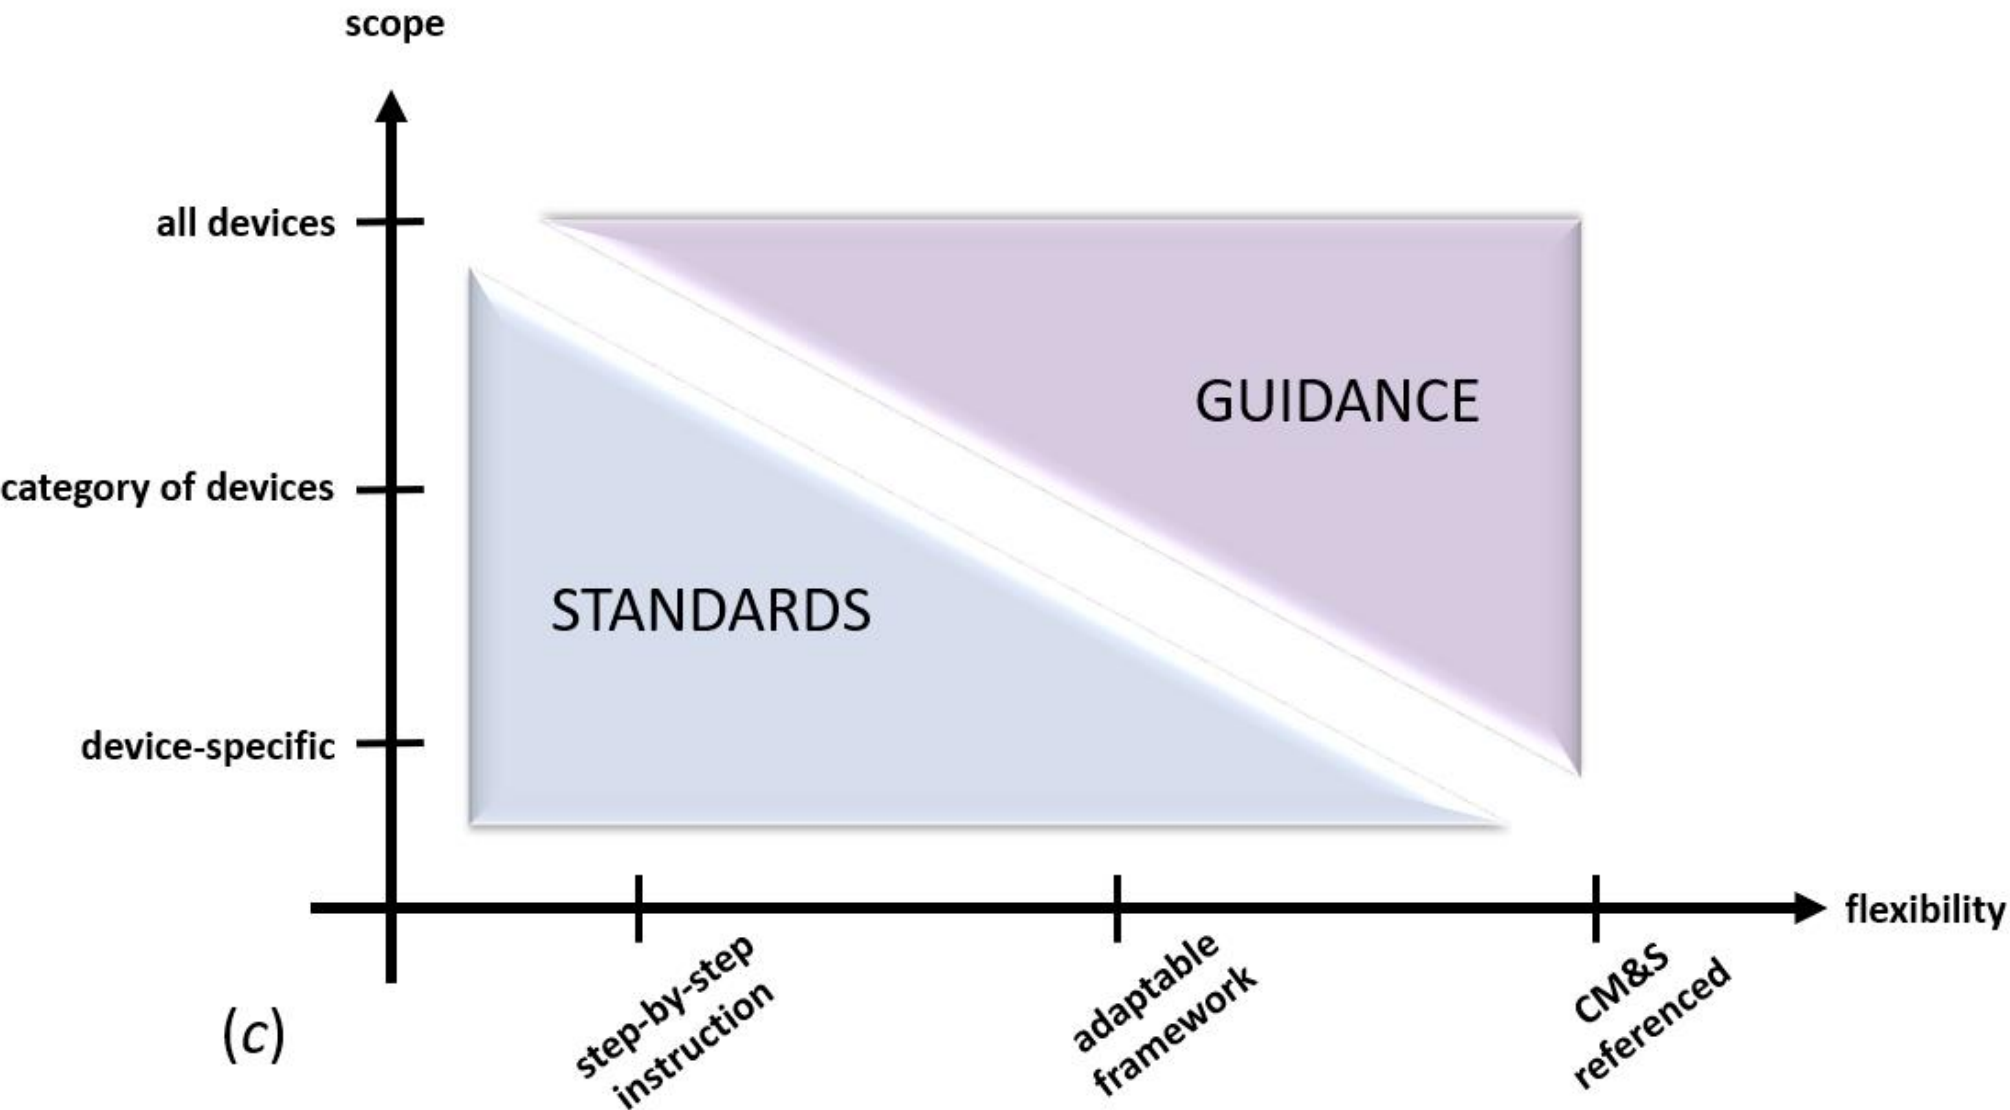 scope
all devices
GUIDANCE
category of devices
STANDARDS
device-specific
flexibility
step-by-step
instruction
adaptable
framework
CM&S
referenced
(c)